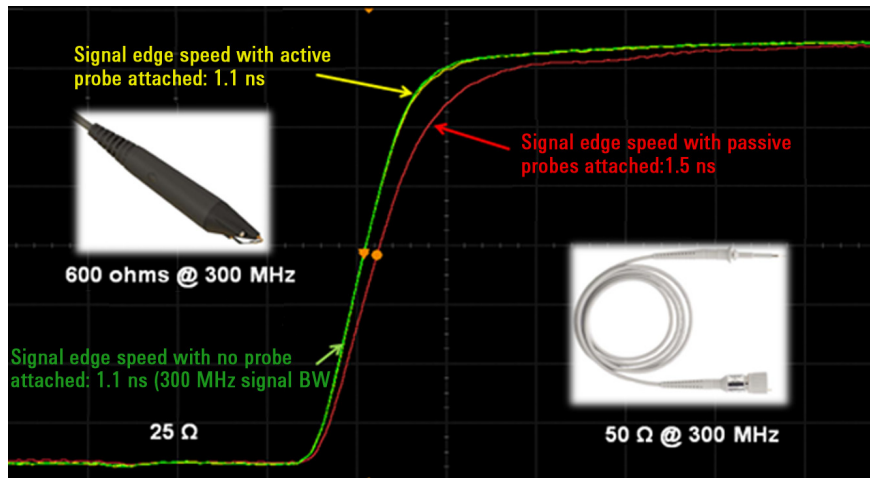 Signal edge speed with active
probe attached: 1.1 ns
Signal edge speed with passive
probes attached:1.5 ns
600 ohms @ 300 MHz
Signal edge speed with no probe
attached: 1.1 ns (300 MHz signal BW
25 Ω
50 Ω @ 300 MHz